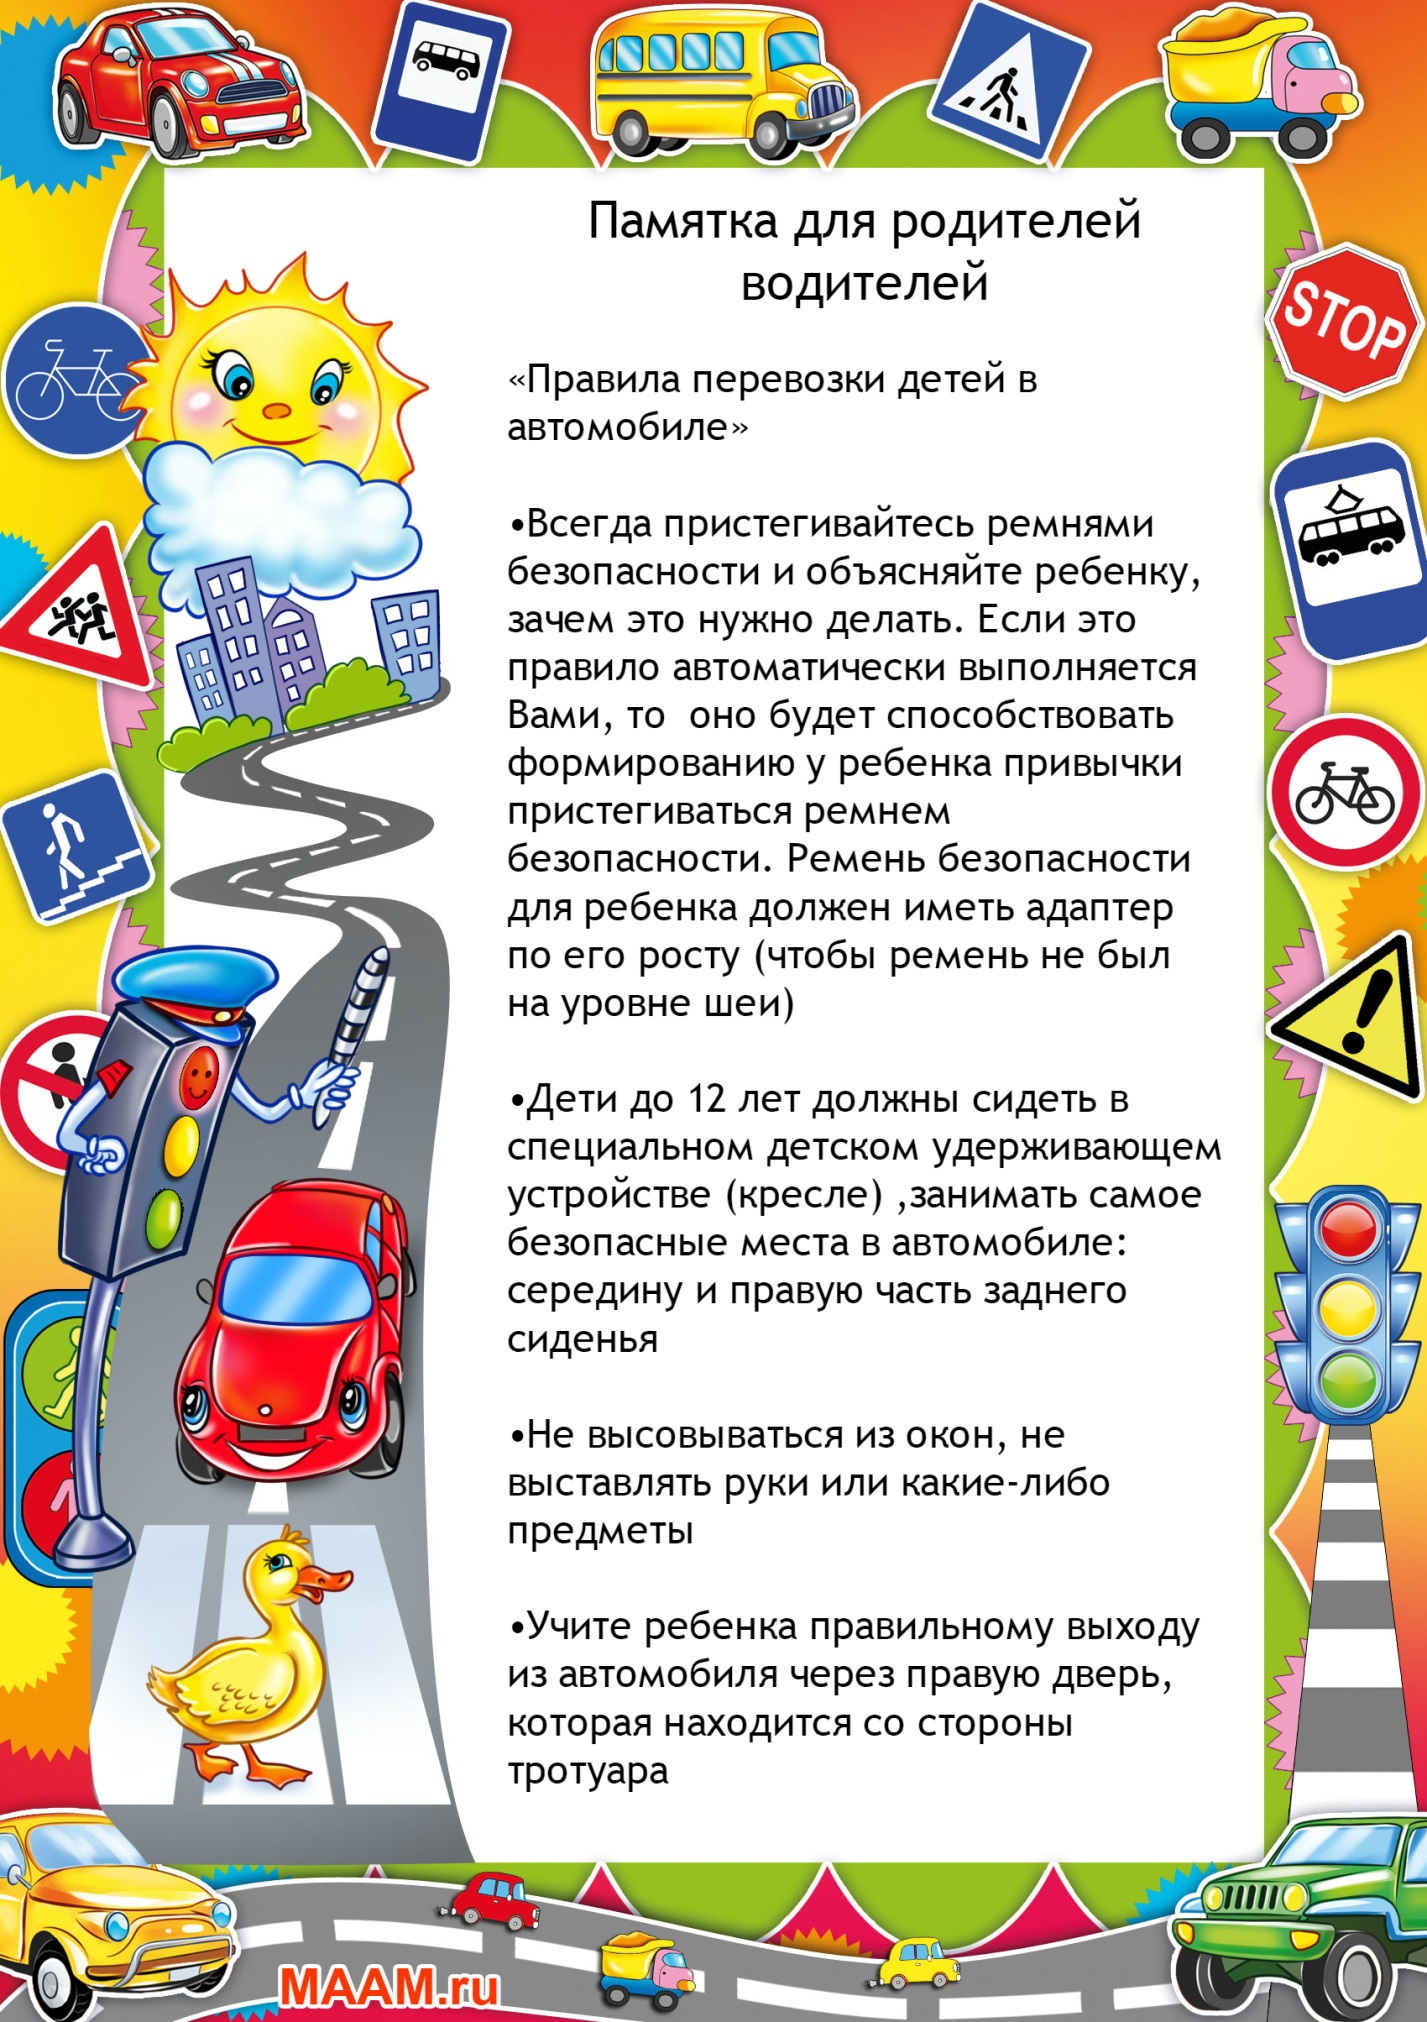 Памятка для родителей
водителей
STOP
«Правила перевозки детей в
автомобиле»
•Всегда пристегивайтесь ремнями
безопасности и объясняйте ребенку,
зачем это нужно делать. Если это
правило автоматически выполняется
Вами, то  оно будет способствовать
формированию у ребенка привычки
пристегиваться ремнем
безопасности. Ремень безопасности
для ребенка должен иметь адаптер
по его росту (чтобы ремень не был
на уровне шеи)
•Дети до 12 лет должны сидеть в
специальном детском удерживающем
устройстве (кресле) ,занимать самое
безопасные места в автомобиле:
середину и правую часть заднего
сиденья
•Не высовываться из окон, не
выставлять руки или какие-либо
предметы
•Учите ребенка правильному выходу
из автомобиля через правую дверь,
которая находится со стороны
тротуара
MAAM.ru